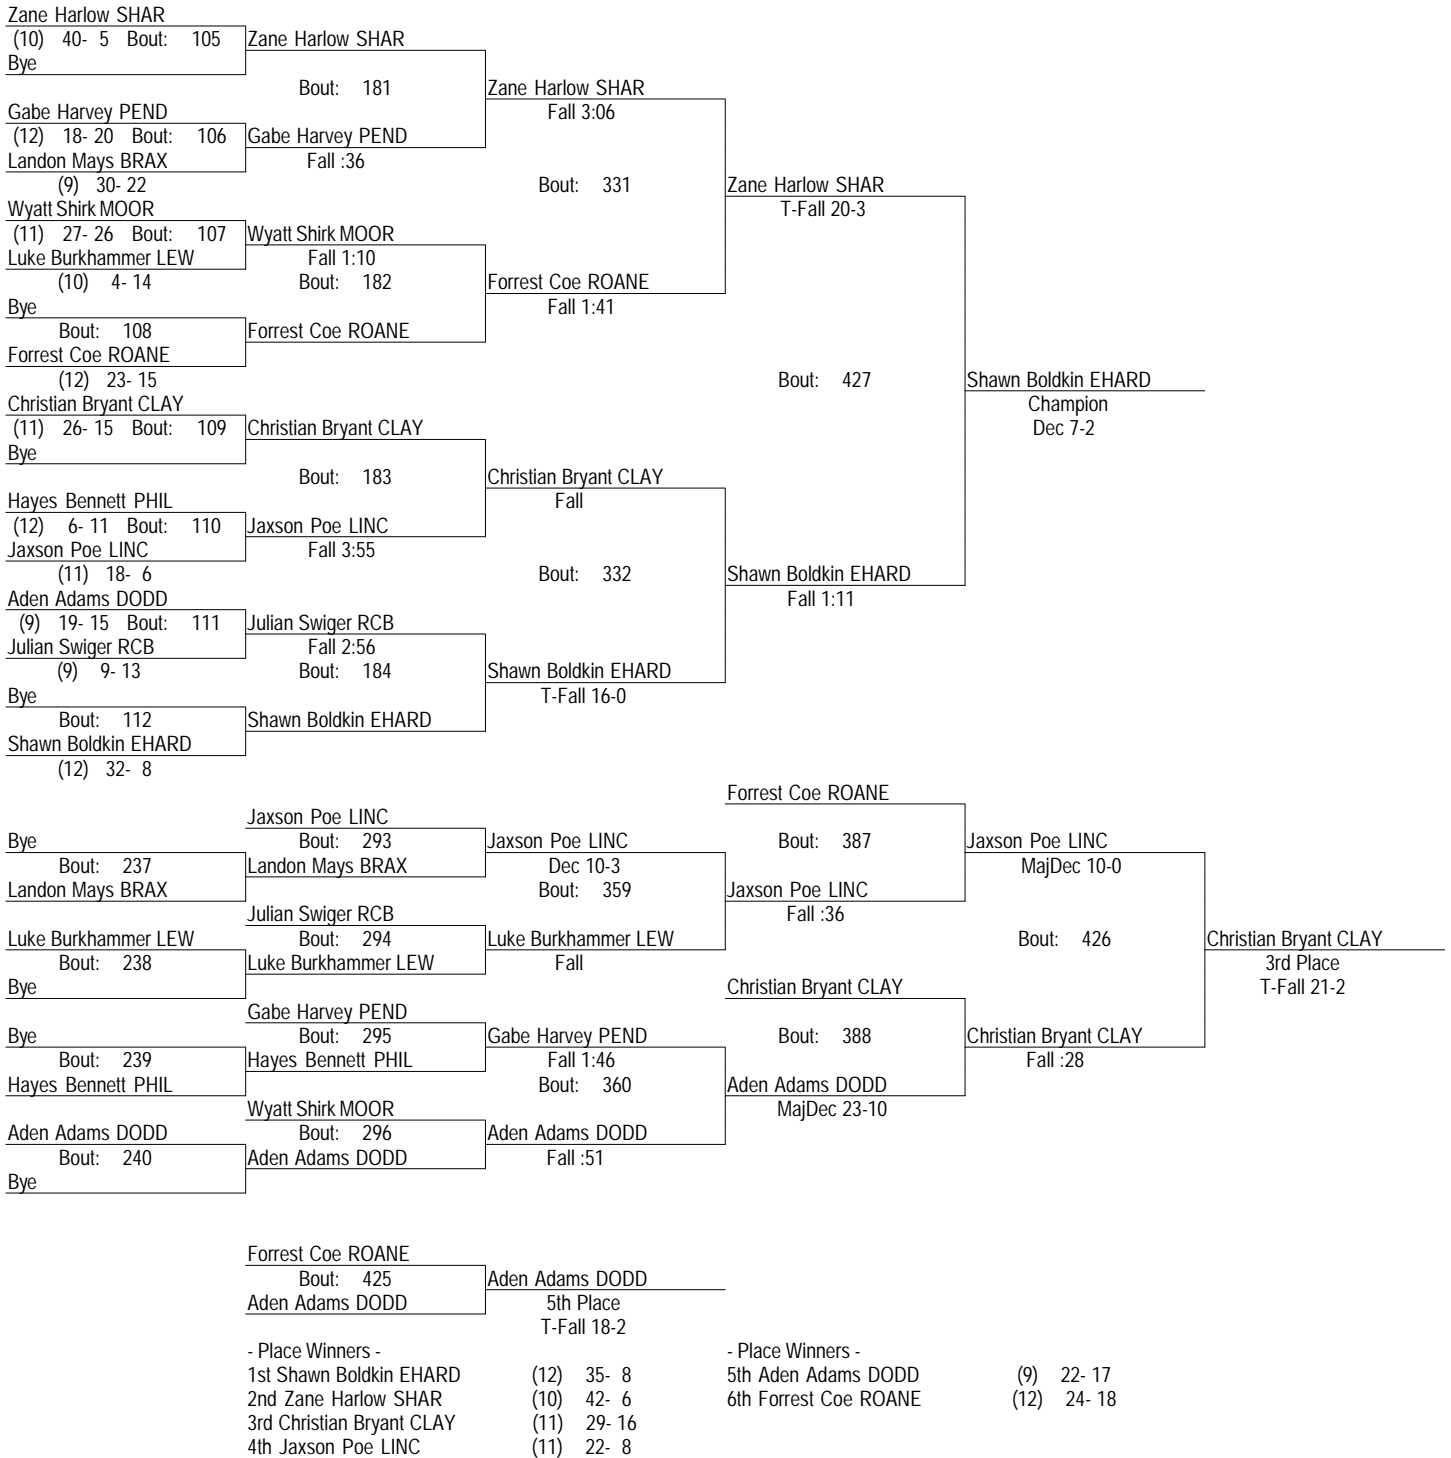 Zane Harlow SHAR
(10) 40- 5 Bout: 105 Zane Harlow SHAR
Bye
Bout: 181 Zane Harlow SHAR
Gabe Harvey PEND Fall 3:06
(12) 18- 20 Bout: 106 Gabe Harvey PEND
Landon Mays BRAX Fall :36
(9) 30- 22 Bout: 331 Zane Harlow SHAR
Wyatt Shirk MOOR T-Fall 20-3
(11) 27- 26 Bout: 107 Wyatt Shirk MOOR
Luke Burkhammer LEW Fall 1:10
(10) 4- 14 Bout: 182 Forrest Coe ROANE
Bye Fall 1:41
Bout: 108 Forrest Coe ROANE
Forrest Coe ROANE
(12) 23- 15 Bout: 427 Shawn Boldkin EHARD
Christian Bryant CLAY Champion
(11) 26- 15 Bout: 109 Christian Bryant CLAY Dec 7-2
Bye
Bout: 183 Christian Bryant CLAY
Hayes Bennett PHIL Fall
(12) 6- 11 Bout: 110 Jaxson Poe LINC
Jaxson Poe LINC Fall 3:55
(11) 18- 6 Bout: 332 Shawn Boldkin EHARD
Aden Adams DODD Fall 1:11
(9) 19- 15 Bout: 111 Julian Swiger RCB
Julian Swiger RCB Fall 2:56
(9) 9- 13 Bout: 184 Shawn Boldkin EHARD
Bye T-Fall 16-0
Bout: 112 Shawn Boldkin EHARD
Shawn Boldkin EHARD
(12) 32- 8
Forrest Coe ROANE
Jaxson Poe LINC
Bye Bout: 293 Jaxson Poe LINC Bout: 387 Jaxson Poe LINC
Bout: 237 Landon Mays BRAX Dec 10-3 MajDec 10-0
Landon Mays BRAX Bout: 359 Jaxson Poe LINC
Julian Swiger RCB Fall :36
Luke Burkhammer LEW Bout: 294 Luke Burkhammer LEW Bout: 426 Christian Bryant CLAY
Bout: 238 Luke Burkhammer LEW Fall 3rd Place
Bye Christian Bryant CLAY T-Fall 21-2
Gabe Harvey PEND
Bye Bout: 295 Gabe Harvey PEND Bout: 388 Christian Bryant CLAY
Bout: 239 Hayes Bennett PHIL Fall 1:46 Fall :28
Hayes Bennett PHIL Bout: 360 Aden Adams DODD
Wyatt Shirk MOOR MajDec 23-10
Aden Adams DODD Bout: 296 Aden Adams DODD
Bout: 240 Aden Adams DODD Fall :51
Bye
Forrest Coe ROANE
Bout: 425 Aden Adams DODD
Aden Adams DODD 5th Place
T-Fall 18-2
- Place Winners - - Place Winners -
1st Shawn Boldkin EHARD (12) 35- 8 5th Aden Adams DODD (9) 22- 17
2nd Zane Harlow SHAR (10) 42- 6 6th Forrest Coe ROANE (12) 24- 18
3rd Christian Bryant CLAY (11) 29- 16
4th Jaxson Poe LINC (11) 22- 8